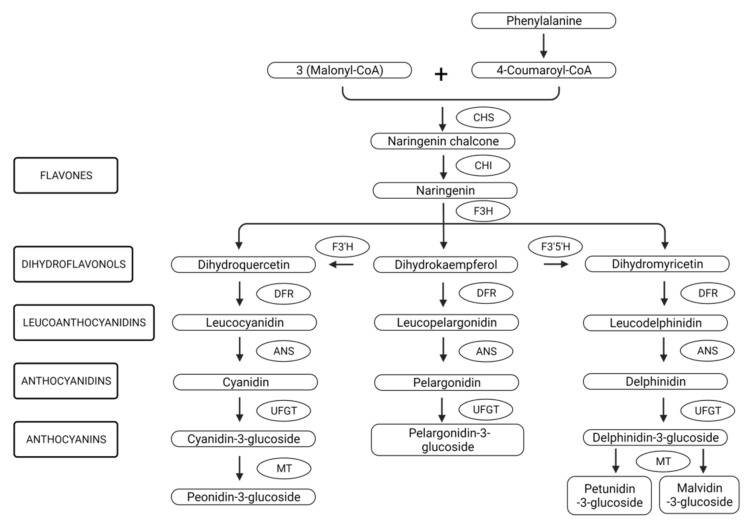 Phenylalanine
3 (Malonyl-CoA)
+
4-Coumaroyl-CoA
CHS
Naringenin chalcone
CHI
FLAVONES
Naringenin
F3H
F3'H
F3'5'H
DIHYDROFLAVONOLS
Dihydroquercetin
Dihydrokaempferol
Dihydromyricetin
DFR
DFR
DFR
LEUCOANTHOCYANIDINS
Leucocyanidin
Leucopelargonidin
Leucodelphinidin
ANS
ANS
ANS
ANTHOCYANIDINS
Cyanidin
Pelargonidin
Delphinidin
UFGT
UFGT
UFGT
ANTHOCYANINS
Cyanidin-3-glucoside
Pelargonidin-3-
glucoside
Delphinidin-3-glucoside
MT
MT
Peonidin-3-glucoside
Petunidin
-3-glucoside
Malvidin
-3-glucoside